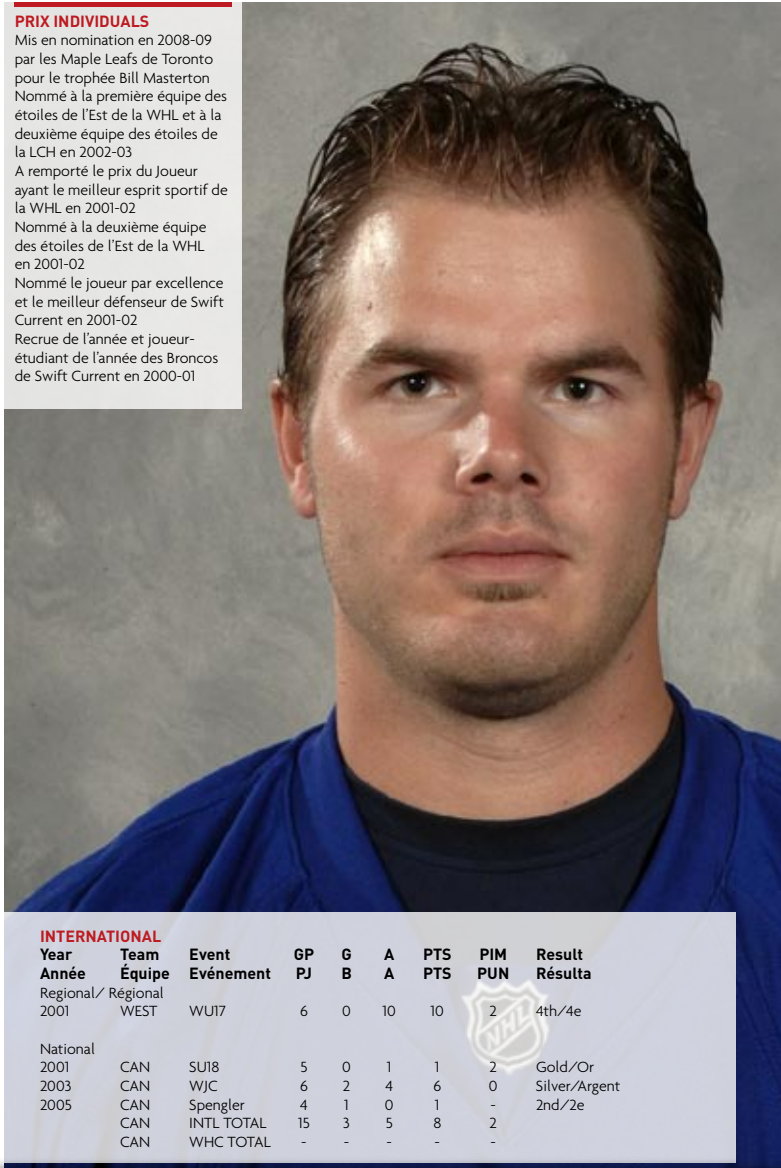 PRIX INDIVIDUALS
Mis en nomination en 2008-09
par les Maple Leafs de Toronto
pour le trophée Bill Masterton
Nommé à la première équipe des
étoiles de l'Est de la WHL et à la
deuxième équipe des étoiles de
la LCH en 2002-03
A remporté le prix du Joueur
ayant le meilleur esprit sportif de
la WHL en 2001-02
Nommé à la deuxième équipe
des étoiles de l'Est de la WHL
en 2001-02
Nommé le joueur par excellence
et le meilleur défenseur de Swift
Current en 2001-02
Recrue de l'année et joueur-
étudiant de l'année des Broncos
de Swift Current en 2000-01
INTERNATIONAL
Year Team Event GP G A PTS PIM Result
Année Équipe Evénement PJ B A PTS PUN Résulta
Regional/ Régional
2001 WEST WU17 6 0 10 10 2 4th/4e
NHL
National
2001 CAN SU18 5 0 1 1 2 Gold/Or
2003 CAN WJC 6 2 4 6 0 Silver/Argent
2005 CAN Spengler 4 1 0 1 - 2nd/2e
CAN INTL TOTAL 15 3 5 8 2
CAN WHC TOTAL - - - - -